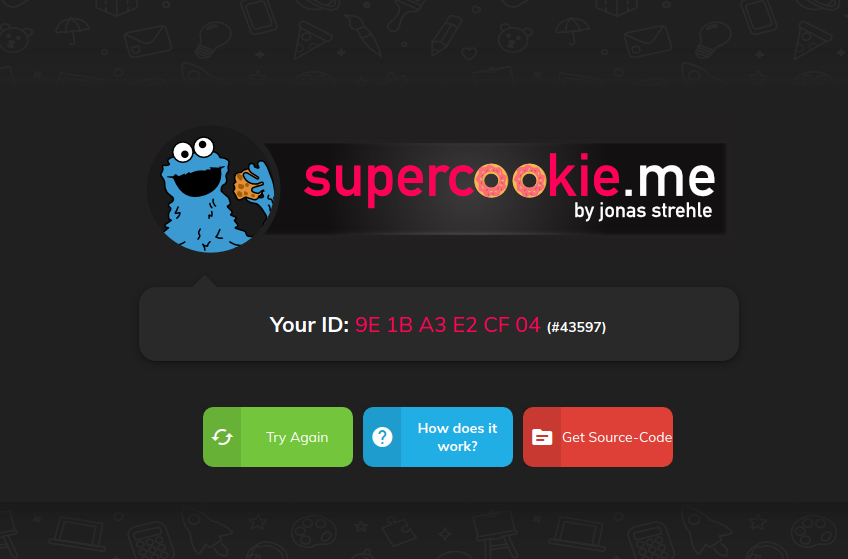 supercookie.me
by jonas strehle
Your ID: 9E 1B A3 E2 CF 04 (#43597)
Try Again
How does it
work?
Get Source-Code